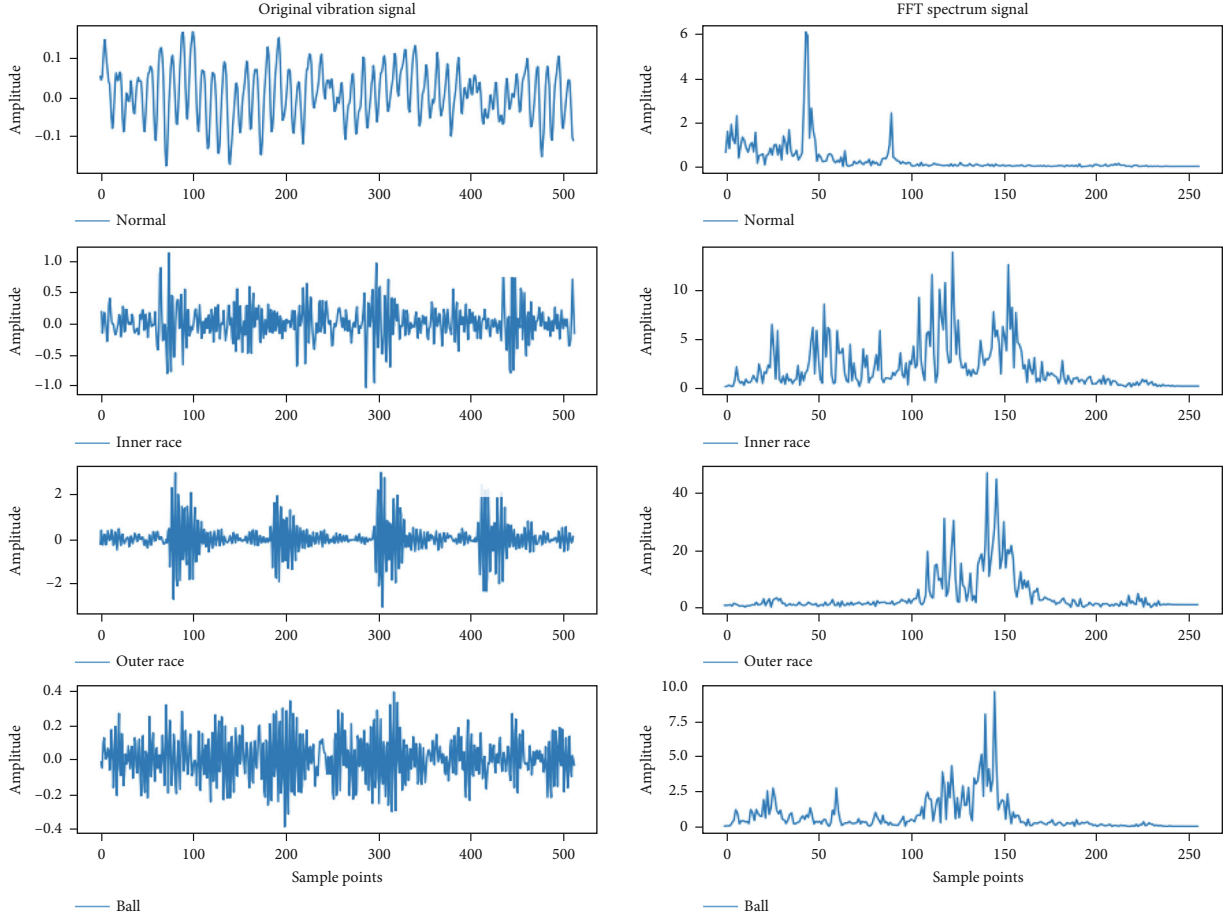 Original vibration signal
Amplitude
0.1
0.0
–0.1
0 100 200 300 400 500
Normal
Amplitude
1.0
0.5
0.0
–0.5
–1.0
0 100 200 300 400 500
Inner race
Amplitude
2
0
–2
0 100 200 300 400 500
Outer race
Amplitude
0.4
0.2
0.0
–0.2
–0.4
0 100 200 300 400 500
Sample points
Ball
FFT spectrum signal
Amplitude
6
4
2
0
0 50 100 150 200 250
Normal
Amplitude
10
5
0
0 50 100 150 200 250
Inner race
Amplitude
40
20
0
0 50 100 150 200 250
Outer race
Amplitude
10.0
7.5
5.0
2.5
0
0 50 100 150 200 250
Sample points
Ball